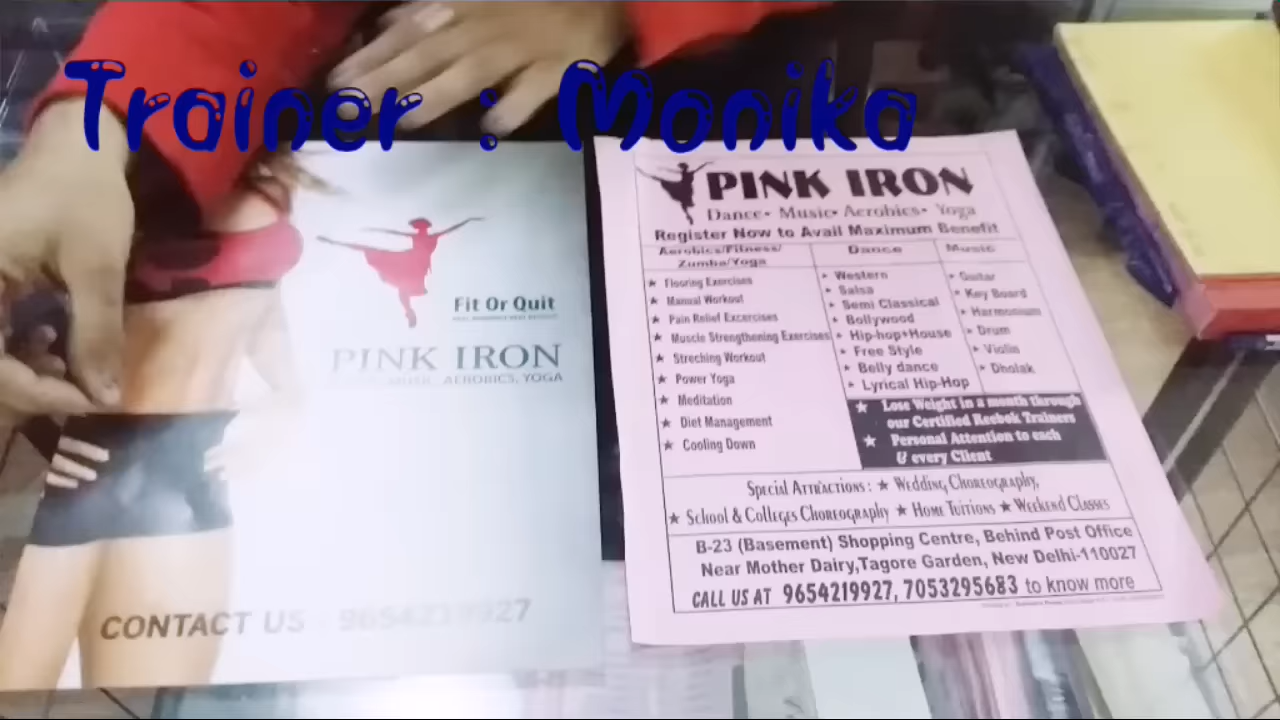 Trainer : Monika
Fit Or Quit
PINK IRON
MUSIC, AEROBICS, YOGA
CONTACT US : 9654219927
PINK IRON
Dance• Music• Aerobics• Yoga
Register Now to Avail Maximum Benefit
Aerobics/Fitness/
Zumba/Yoga
★ Flooring Exercises
★ Manual Workout
★ Pain Relief Excercises
★ Muscle Strengthening Exercises
★ Streching Workout
★ Power Yoga
★ Meditation
★ Diet Management
★ Cooling Down
Dance
Western
Salsa
Semi Classical
Bollywood
Hip-hop+House
Free Style
Belly dance
Lyrical Hip-Hop
Music
Guitar
Key Board
Harmonium
Drum
Violin
Dholak
★ Lose Weight in a month through
our Certified Reebok Trainers
★ Personal Attention to each
& every Client
Special Attractions : ★ Wedding Choreography,
★ School & Colleges Choreography ★ Home Tuitions ★ Weekend Classes
B-23 (Basement) Shopping Centre, Behind Post Office
Near Mother Dairy,Tagore Garden, New Delhi-110027
CALL US AT 9654219927, 7053295683 to know more